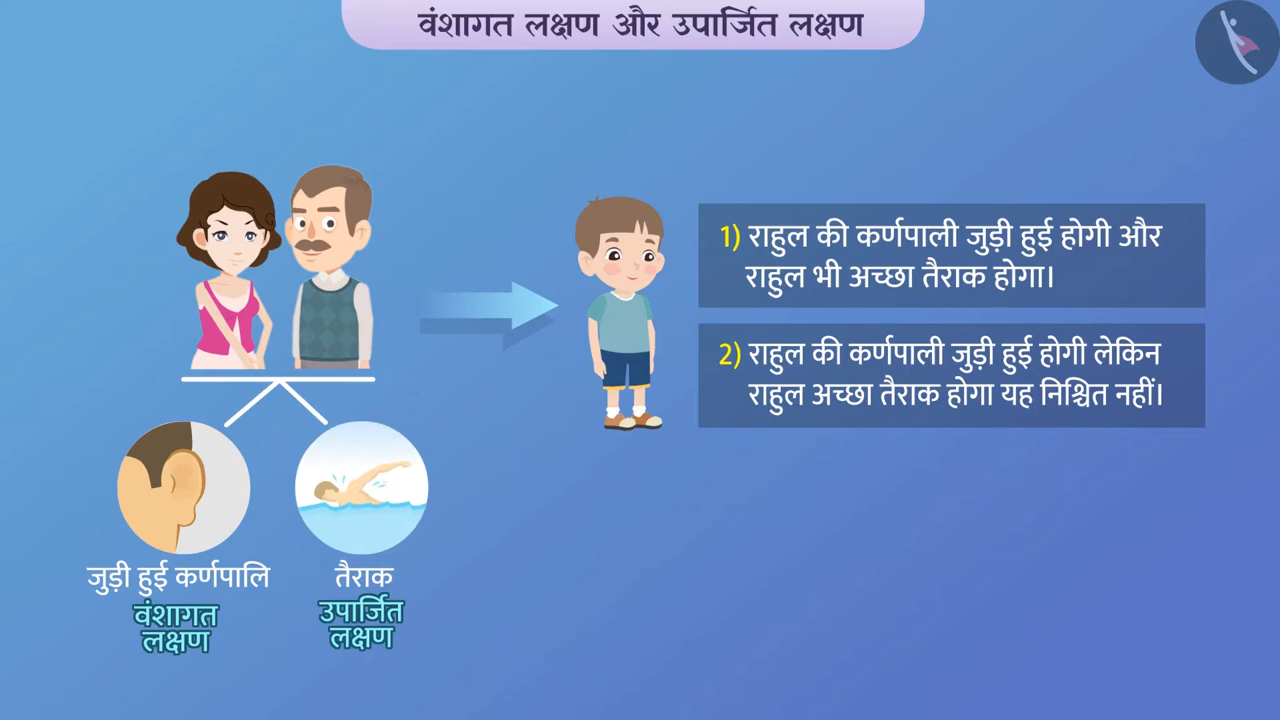 वंशागत लक्षण और उपार्जित लक्षण
1) राहुल की कर्णपाली जुड़ी हुई होगी और
राहुल भी अच्छा तैराक होगा।
2) राहुल की कर्णपाली जुड़ी हुई होगी लेकिन
राहुल अच्छा तैराक होगा यह निश्चित नहीं।
जुड़ी हुई कर्णपालि
वंशागत
लक्षण
तैराक
उपार्जित
लक्षण